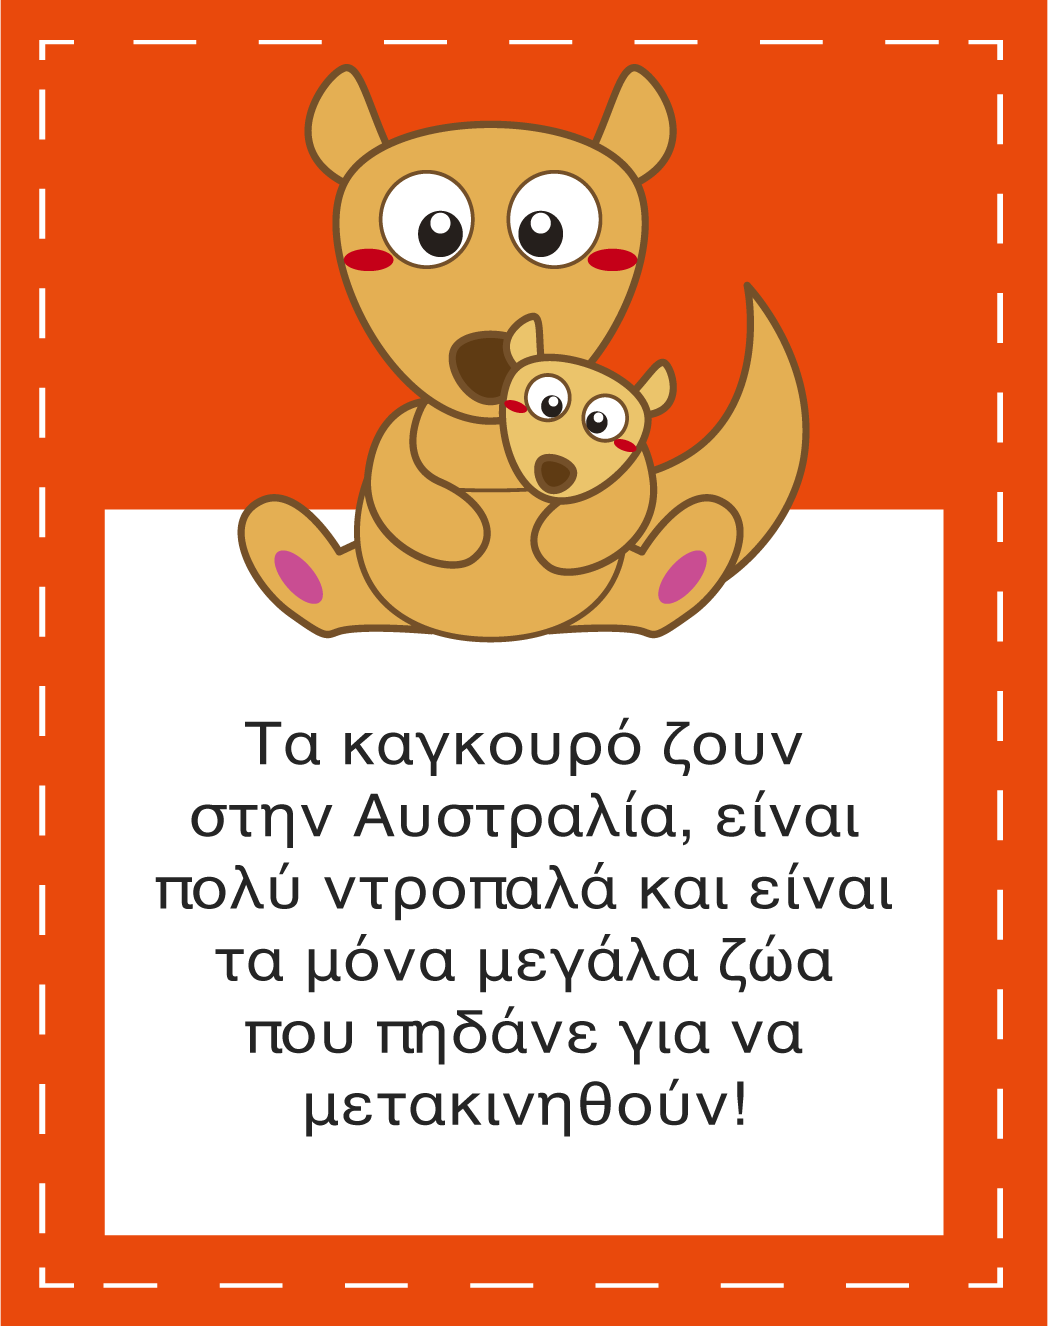 Τα καγκουρό ζουν
στην Αυστραλία, είναι
πολύ ντροπαλά και είναι
τα μόνα μεγάλα ζώα
που πηδάνε για να
μετακινηθούν!